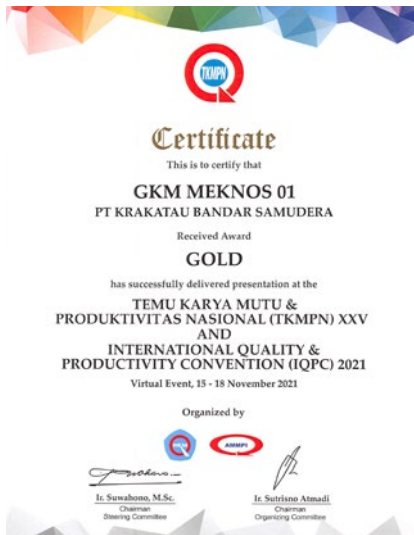 TKMPN
Certificate
This is to certify that
GKM MEKNOS 01
PT KRAKATAU BANDAR SAMUDERA
Received Award
GOLD
has successfully delivered presentation at the
TEMU KARYA MUTU &
PRODUKTIVITAS NASIONAL (TKMPN) XXV
AND
INTERNATIONAL QUALITY &
PRODUCTIVITY CONVENTION (IQPC) 2021
Virtual Event, 15 - 18 November 2021
Organized by
AMMPI
Ir. Suwahono, M.Sc.
Chairman
Steering Committee
Ir. Sutrisno Atmadi
Chairman
Organizing Committee